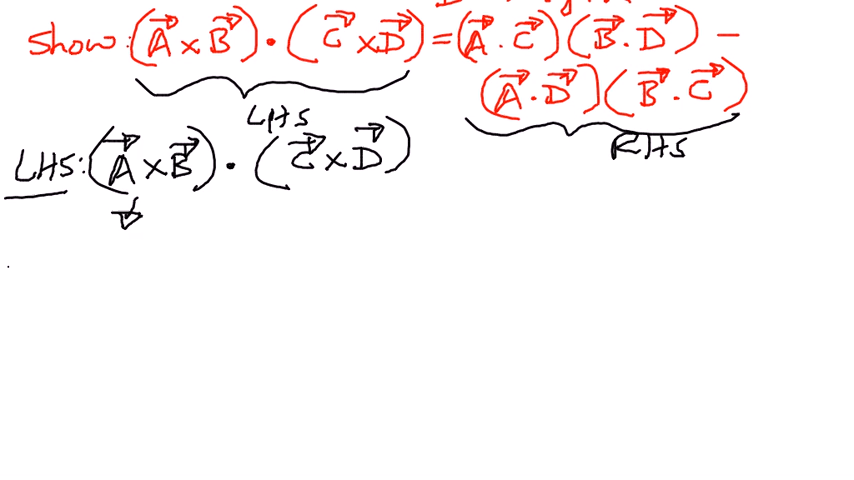 show: (A⃗ × B⃗) · (C⃗ × D⃗) = (A⃗ · C⃗)(B⃗ · D⃗) −
(A⃗ · D⃗)(B⃗ · C⃗)
LHS
RHS
LHS: (A⃗ × B⃗) · (C⃗ × D⃗)